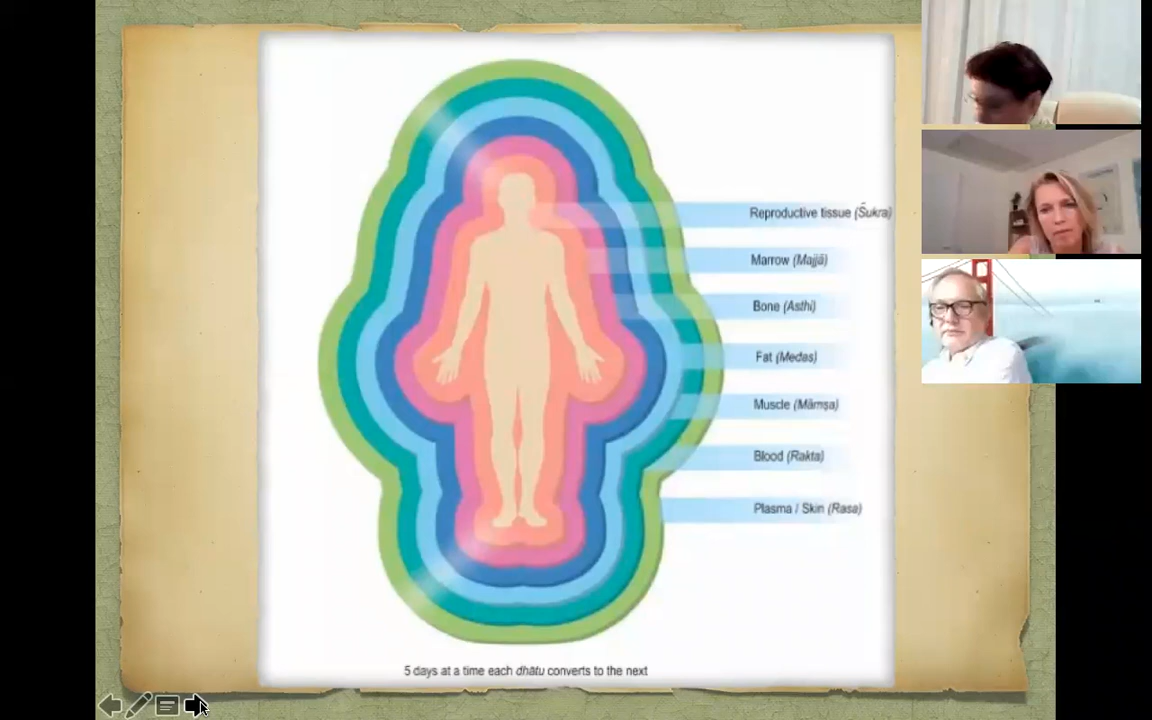 Reproductive tissue (Śukra)
Marrow (Majjā)
Bone (Asthi)
Fat (Medas)
Muscle (Māmṣa)
Blood (Rakta)
Plasma / Skin (Rasa)
5 days at a time each dhātu converts to the next